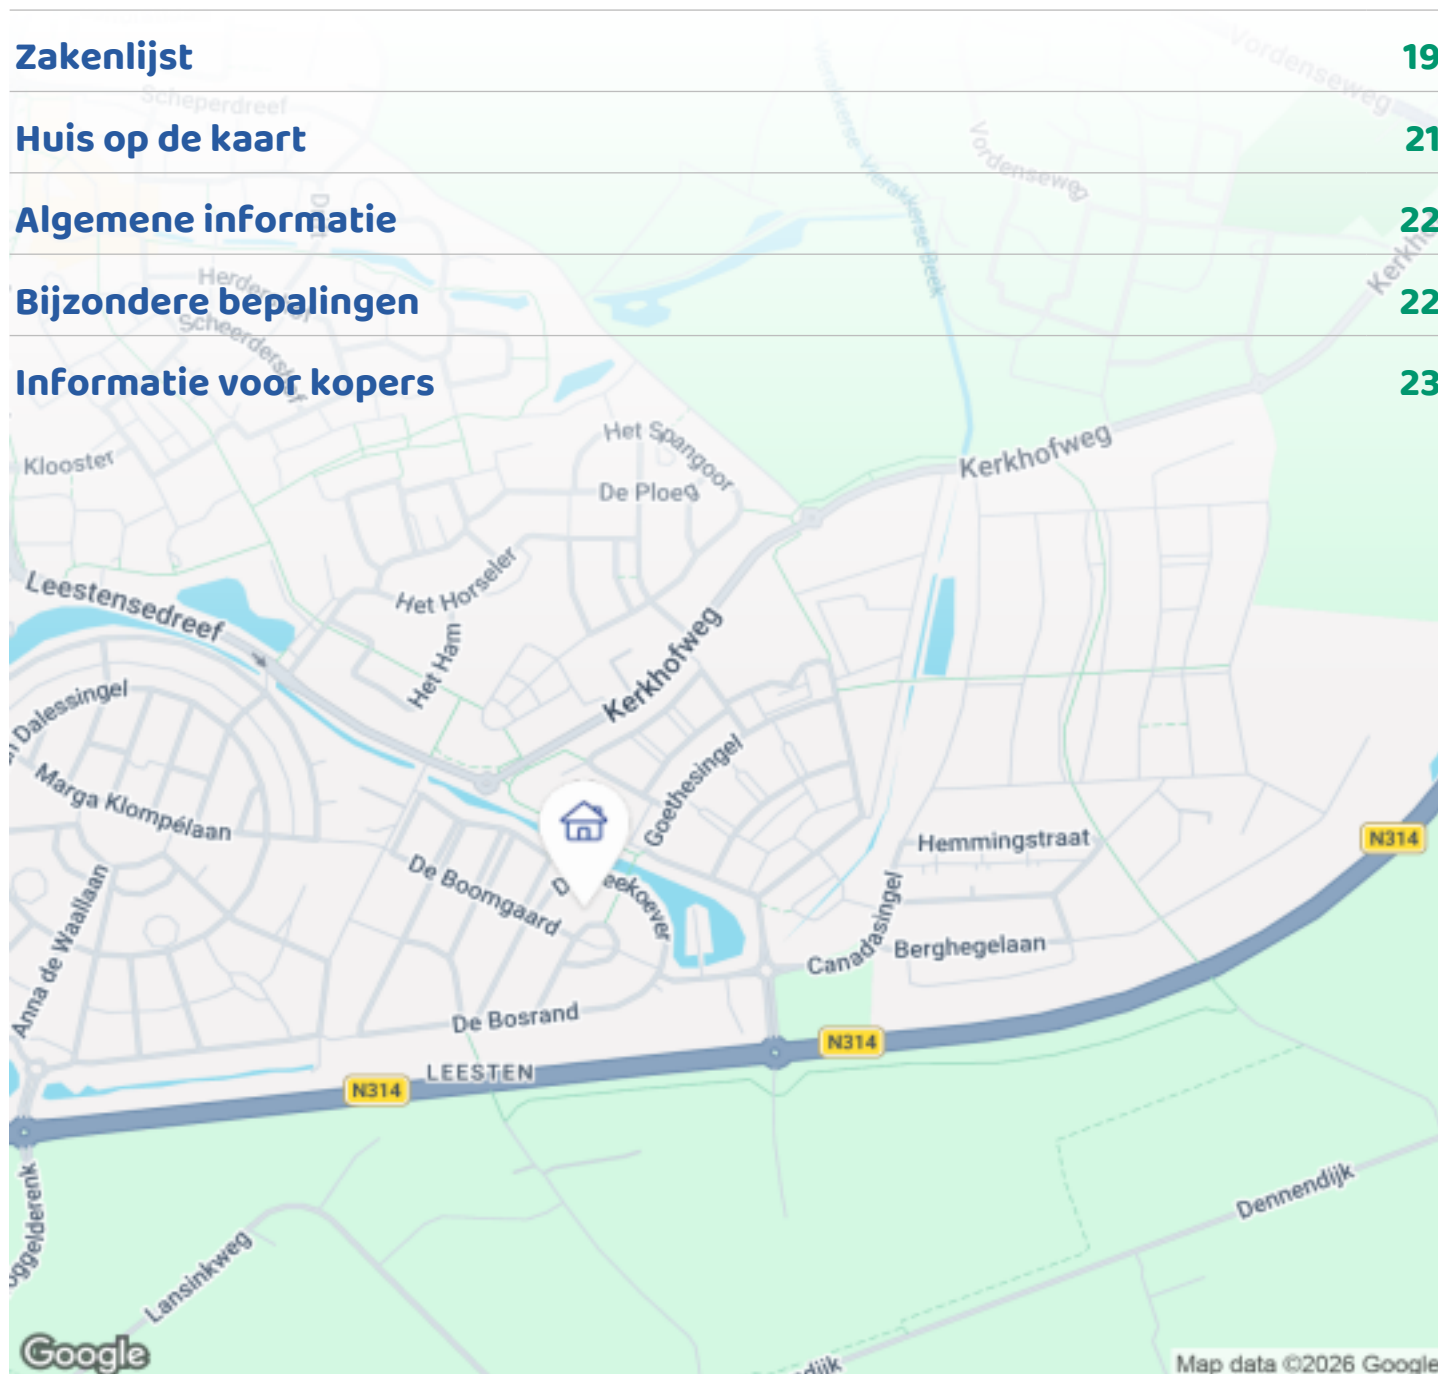 Zakenlijst 19
Huis op de kaart 21
Algemene informatie 22
Bijzondere bepalingen 22
Informatie voor kopers 23
Scheperdreef
Vordenseweg
Vordenseweg
Vierakkerse Beek
Kerkhofweg
Klooster
Het Spangoor
De Ploeg
Kerkhofweg
Leestensedreef
Het Horseler
Het Ham
Kerkhofweg
Dalessingel
Marga Klompélaan
Goethesingel
Hemmingstraat
N314
De Boomgaard
Anna de Waallaan
Canadasingel
Berghegelaan
De Bosrand
N314
LEESTEN
N314
Dennendijk
Lansinkweg
Google
Map data ©2026 Google